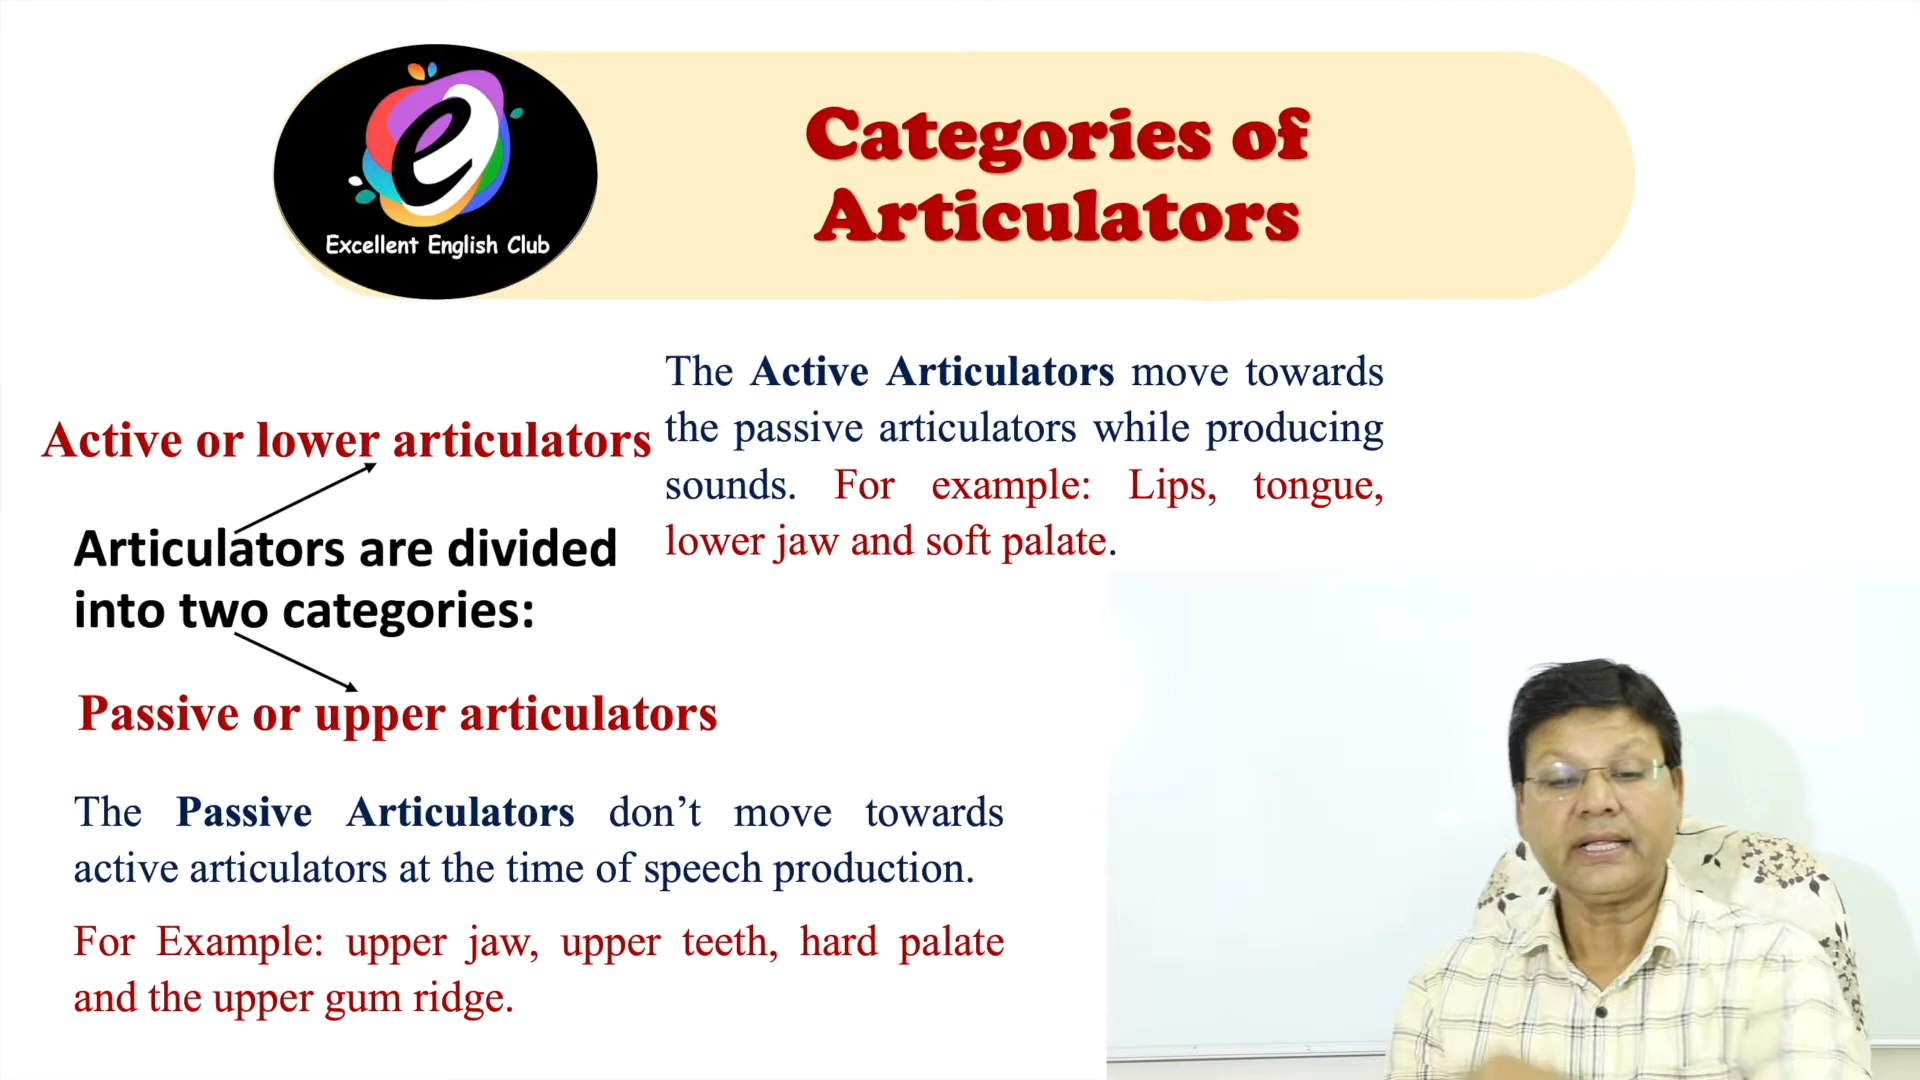 Excellent English Club
Categories of
Articulators
Active or lower articulators
The Active Articulators move towards
the passive articulators while producing
sounds. For example: Lips, tongue,
lower jaw and soft palate.
Articulators are divided
into two categories:
Passive or upper articulators
The Passive Articulators don’t move towards
active articulators at the time of speech production.
For Example: upper jaw, upper teeth, hard palate
and the upper gum ridge.